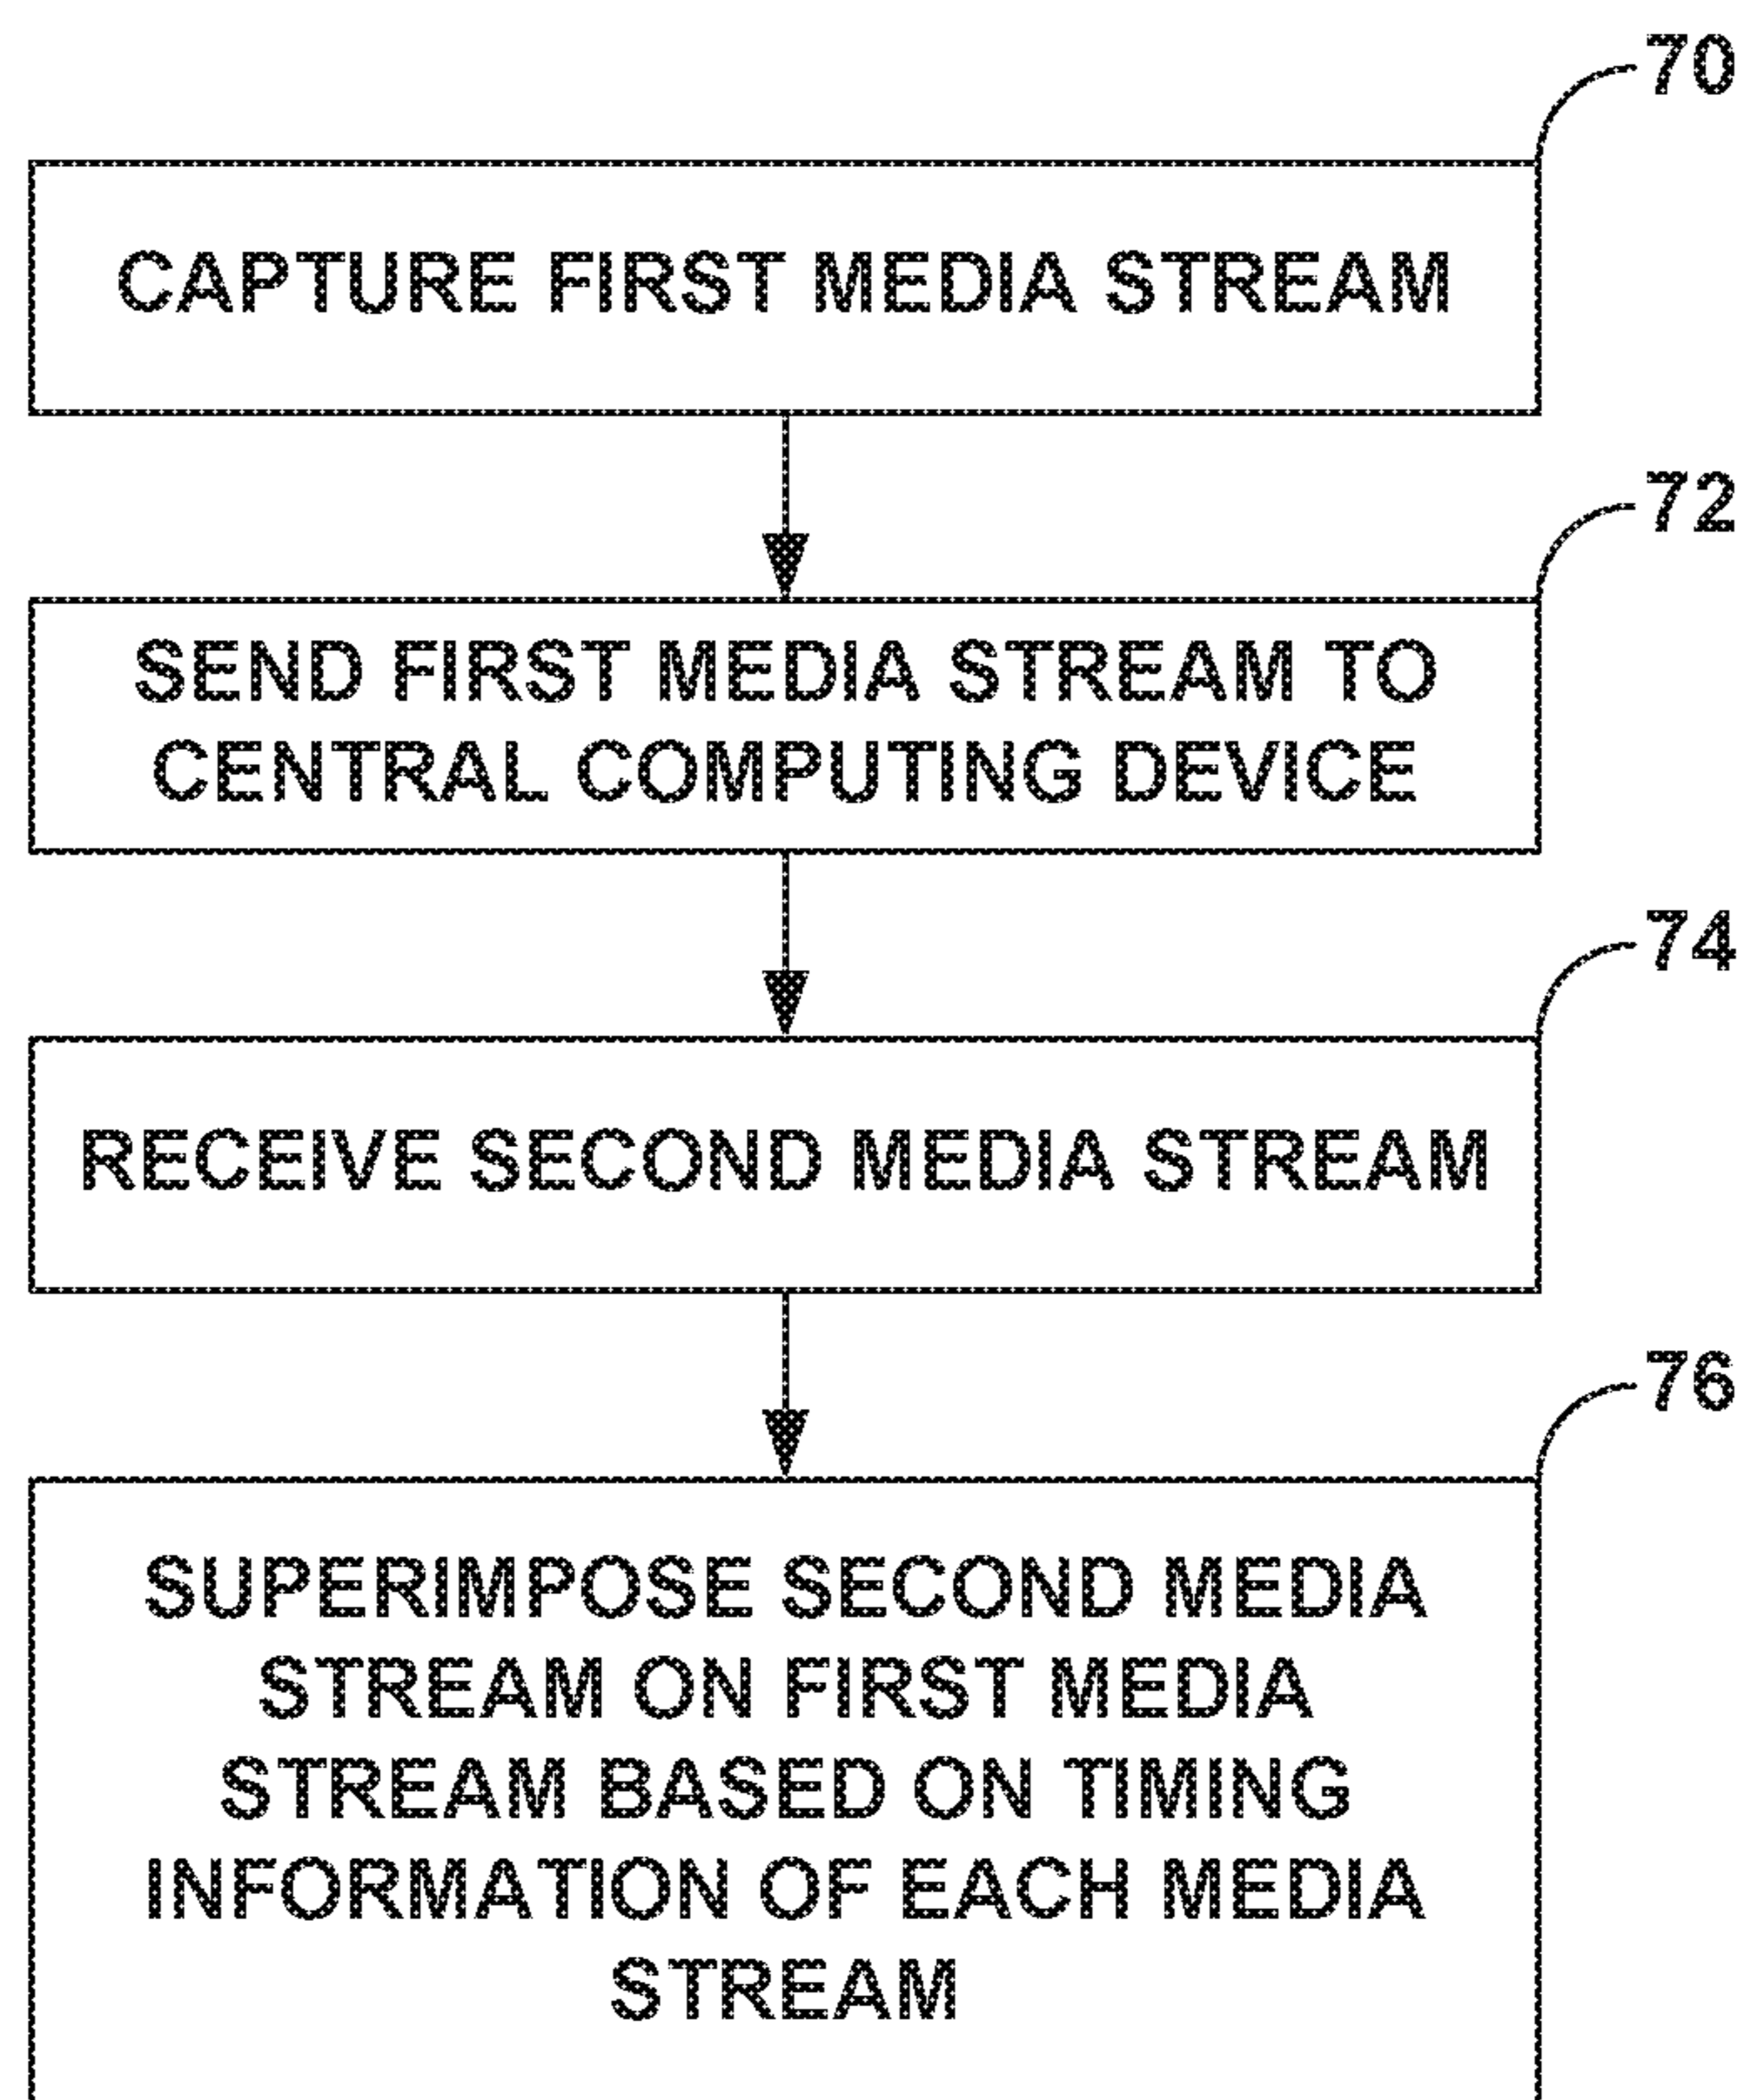 70
CAPTURE FIRST MEDIA STREAM
72
SEND FIRST MEDIA STREAM TO
CENTRAL COMPUTING DEVICE
74
RECEIVE SECOND MEDIA STREAM
76
SUPERIMPOSE SECOND MEDIA
STREAM ON FIRST MEDIA
STREAM BASED ON TIMING
INFORMATION OF EACH MEDIA
STREAM